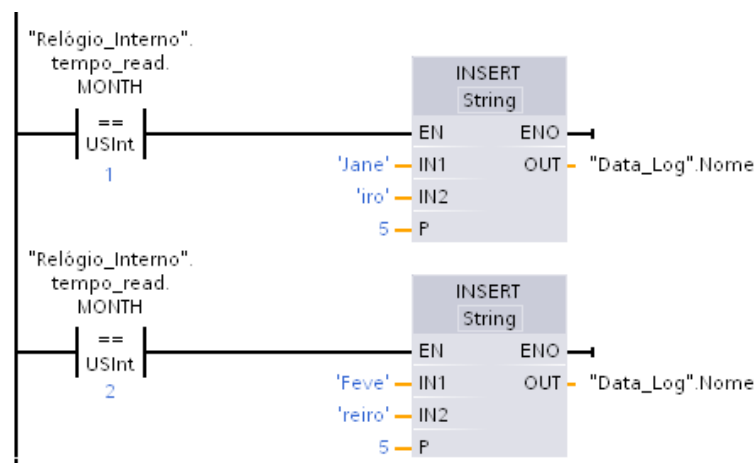 "Relógio_Interno".
tempo_read.
MONTH
==
USInt
1
INSERT
String
EN ENO
'Jane' IN1 OUT "Data_Log".Nome
'iro' IN2
5 P
"Relógio_Interno".
tempo_read.
MONTH
==
USInt
2
INSERT
String
EN ENO
'Feve' IN1 OUT "Data_Log".Nome
'reiro' IN2
5 P